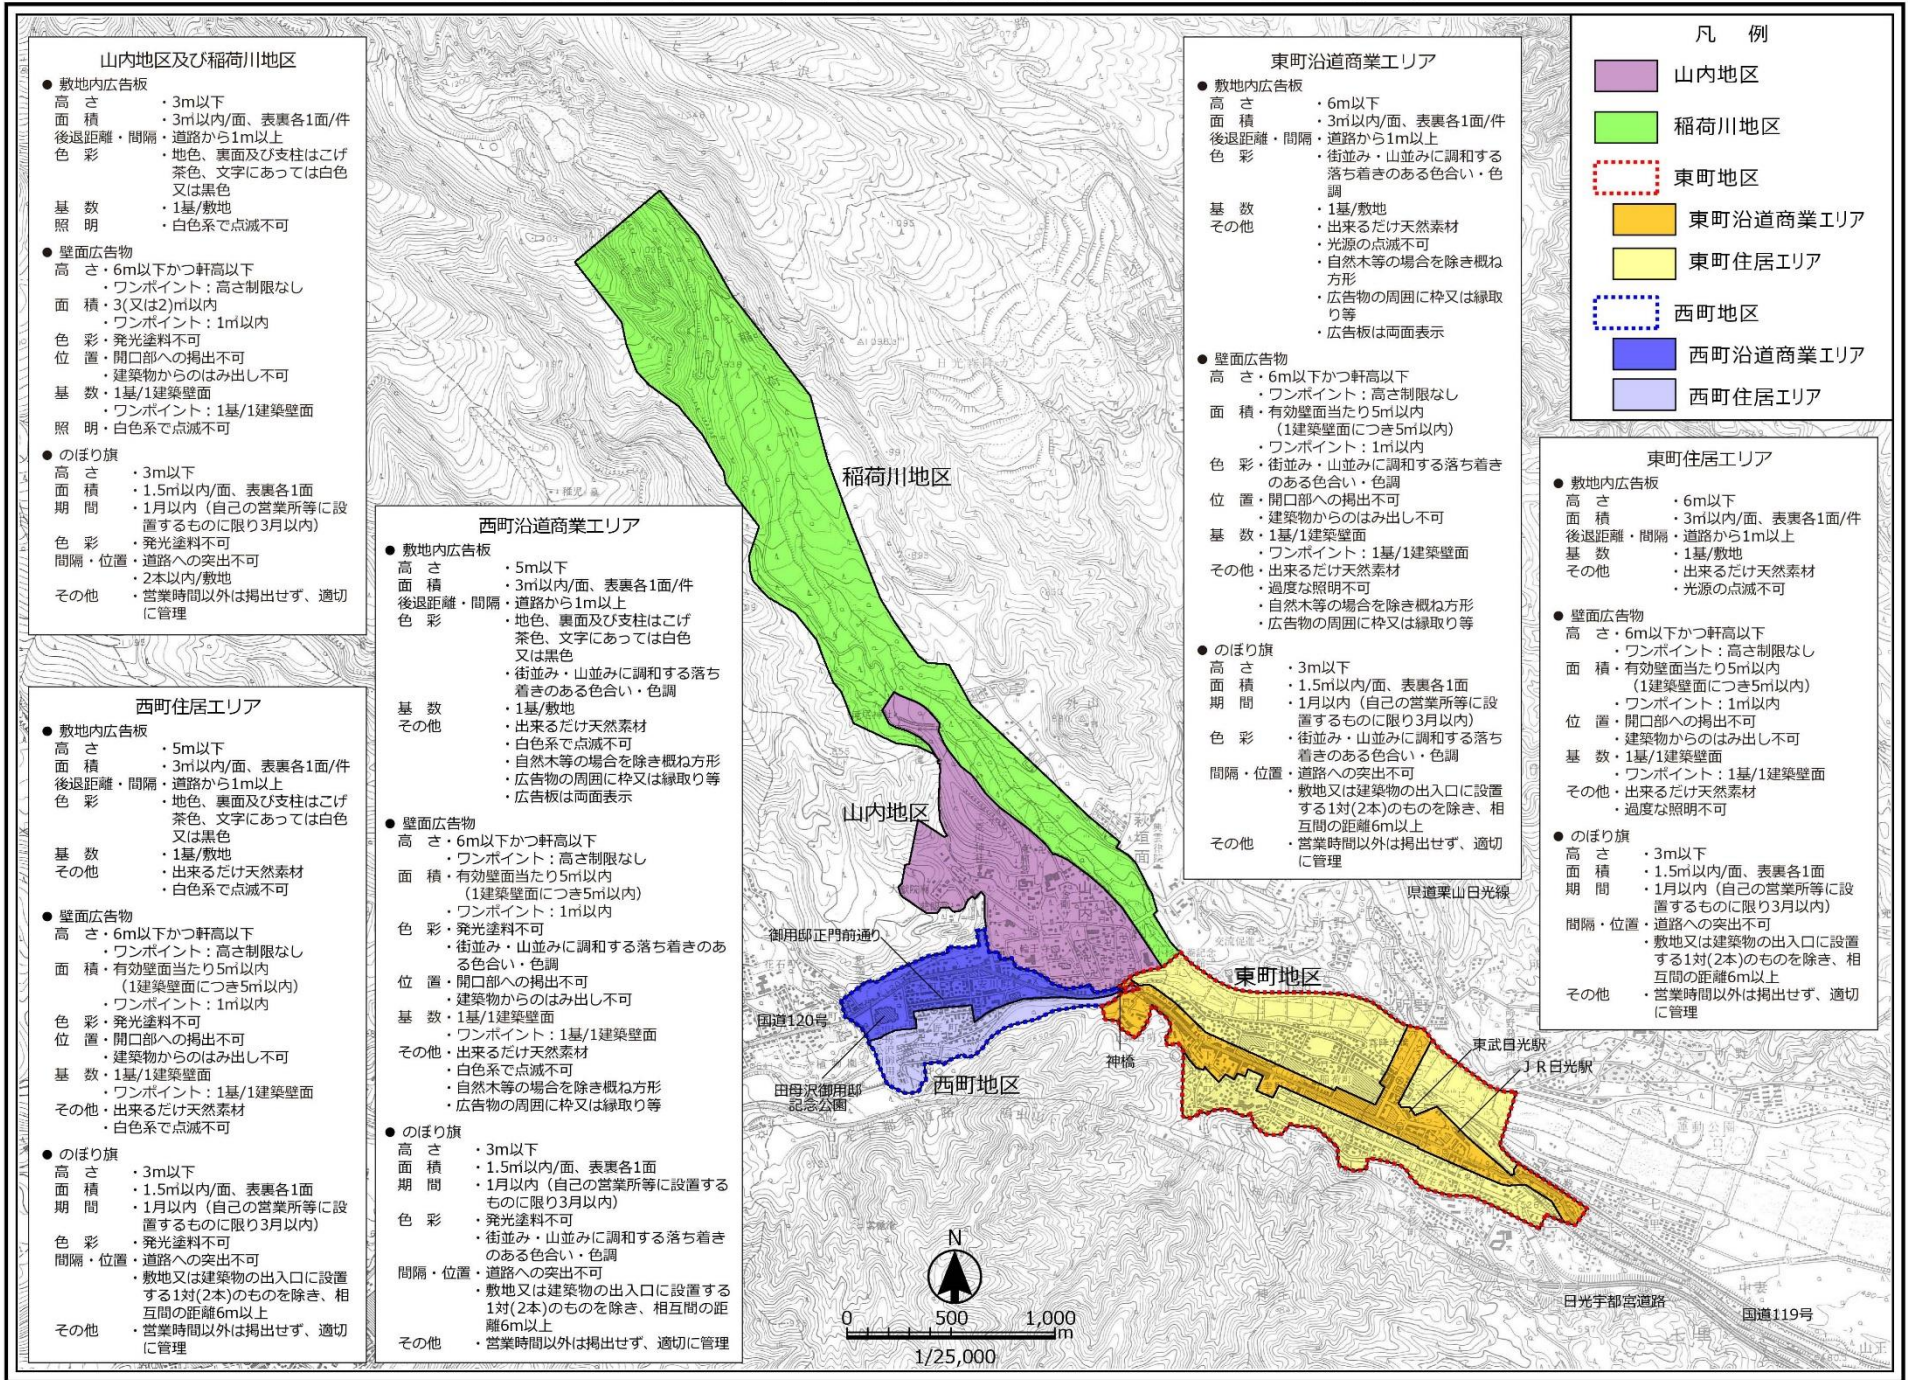 山内地区及び稲荷川地区
● 敷地内広告板
高 さ ・3m以下
面 積 ・3㎡以内/面、表裏各1面/件
後退距離・間隔・道路から1m以上
色 彩 ・地色、裏面及び支柱はこげ
茶色、文字にあっては白色
又は黒色
基 数 ・1基/敷地
照 明 ・白色系で点滅不可
● 壁面広告物
高 さ・6m以下かつ軒高以下
・ワンポイント：高さ制限なし
面 積・3(又は2)㎡以内
・ワンポイント：1㎡以内
色 彩・発光塗料不可
位 置・開口部への掲出不可
・建築物からのはみ出し不可
基 数・1基/1建築壁面
・ワンポイント：1基/1建築壁面
照 明・白色系で点滅不可
● のぼり旗
高 さ ・3m以下
面 積 ・1.5㎡以内/面、表裏各1面
期 間 ・1月以内（自己の営業所等に設
置するものに限り3月以内）
色 彩 ・発光塗料不可
間隔・位置・道路への突出不可
・2本以内/敷地
その他 ・営業時間以外は掲出せず、適切
に管理
西町住居エリア
● 敷地内広告板
高 さ ・5m以下
面 積 ・3㎡以内/面、表裏各1面/件
後退距離・間隔・道路から1m以上
色 彩 ・地色、裏面及び支柱はこげ
茶色、文字にあっては白色
又は黒色
基 数 ・1基/敷地
その他 ・出来るだけ天然素材
・白色系で点滅不可
● 壁面広告物
高 さ・6m以下かつ軒高以下
・ワンポイント：高さ制限なし
面 積・有効壁面当たり5㎡以内
（1建築壁面につき5㎡以内）
・ワンポイント：1㎡以内
色 彩・発光塗料不可
位 置・開口部への掲出不可
・建築物からのはみ出し不可
基 数・1基/1建築壁面
・ワンポイント：1基/1建築壁面
その他・出来るだけ天然素材
・白色系で点滅不可
● のぼり旗
高 さ ・3m以下
面 積 ・1.5㎡以内/面、表裏各1面
期 間 ・1月以内（自己の営業所等に設
置するものに限り3月以内）
色 彩 ・発光塗料不可
間隔・位置・道路への突出不可
・敷地又は建築物の出入口に設置
する1対(2本)のものを除き、相
互間の距離6m以上
その他 ・営業時間以外は掲出せず、適切
に管理
西町沿道商業エリア
● 敷地内広告板
高 さ ・5m以下
面 積 ・3㎡以内/面、表裏各1面/件
後退距離・間隔・道路から1m以上
色 彩 ・地色、裏面及び支柱はこげ
茶色、文字にあっては白色
又は黒色
・街並み・山並みに調和する落ち
着きのある色合い・色調
基 数 ・1基/敷地
その他 ・出来るだけ天然素材
・白色系で点滅不可
・自然木等の場合を除き概ね方形
・広告物の周囲に枠又は縁取り等
・広告板は両面表示
● 壁面広告物
高 さ・6m以下かつ軒高以下
・ワンポイント：高さ制限なし
面 積・有効壁面当たり5㎡以内
（1建築壁面につき5㎡以内）
・ワンポイント：1㎡以内
色 彩・発光塗料不可
・街並み・山並みに調和する落ち着きのあ
る色合い・色調
位 置・開口部への掲出不可
・建築物からのはみ出し不可
基 数・1基/1建築壁面
・ワンポイント：1基/1建築壁面
その他・出来るだけ天然素材
・白色系で点滅不可
・自然木等の場合を除き概ね方形
・広告物の周囲に枠又は縁取り等
● のぼり旗
高 さ ・3m以下
面 積 ・1.5㎡以内/面、表裏各1面
期 間 ・1月以内（自己の営業所等に設置する
ものに限り3月以内）
色 彩 ・発光塗料不可
・街並み・山並みに調和する落ち着き
のある色合い・色調
間隔・位置・道路への突出不可
・敷地又は建築物の出入口に設置する
1対(2本)のものを除き、相互間の距
離6m以上
その他 ・営業時間以外は掲出せず、適切に管理
東町沿道商業エリア
● 敷地内広告板
高 さ ・6m以下
面 積 ・3㎡以内/面、表裏各1面/件
後退距離・間隔・道路から1m以上
色 彩 ・街並み・山並みに調和する
落ち着きのある色合い・色
調
基 数 ・1基/敷地
その他 ・出来るだけ天然素材
・光源の点滅不可
・自然木等の場合を除き概ね
方形
・広告物の周囲に枠又は縁取
り等
・広告板は両面表示
● 壁面広告物
高 さ・6m以下かつ軒高以下
・ワンポイント：高さ制限なし
面 積・有効壁面当たり5㎡以内
（1建築壁面につき5㎡以内）
・ワンポイント：1㎡以内
色 彩・街並み・山並みに調和する落ち着き
のある色合い・色調
位 置・開口部への掲出不可
・建築物からのはみ出し不可
基 数・1基/1建築壁面
・ワンポイント：1基/1建築壁面
その他・出来るだけ天然素材
・過度な照明不可
・自然木等の場合を除き概ね方形
・広告物の周囲に枠又は縁取り等
● のぼり旗
高 さ ・3m以下
面 積 ・1.5㎡以内/面、表裏各1面
期 間 ・1月以内（自己の営業所等に設
置するものに限り3月以内）
色 彩 ・街並み・山並みに調和する落ち
着きのある色合い・色調
間隔・位置・道路への突出不可
・敷地又は建築物の出入口に設置
する1対(2本)のものを除き、相
互間の距離6m以上
その他 ・営業時間以外は掲出せず、適切
に管理
凡 例
山内地区
稲荷川地区
東町地区
東町沿道商業エリア
東町住居エリア
西町地区
西町沿道商業エリア
西町住居エリア
東町住居エリア
● 敷地内広告板
高 さ ・6m以下
面 積 ・3㎡以内/面、表裏各1面/件
後退距離・間隔・道路から1m以上
基 数 ・1基/敷地
その他 ・出来るだけ天然素材
・光源の点滅不可
● 壁面広告物
高 さ・6m以下かつ軒高以下
・ワンポイント：高さ制限なし
面 積・有効壁面当たり5㎡以内
（1建築壁面につき5㎡以内）
・ワンポイント：1㎡以内
位 置・開口部への掲出不可
・建築物からのはみ出し不可
基 数・1基/1建築壁面
・ワンポイント：1基/1建築壁面
その他・出来るだけ天然素材
・過度な照明不可
● のぼり旗
高 さ ・3m以下
面 積 ・1.5㎡以内/面、表裏各1面
期 間 ・1月以内（自己の営業所等に設
置するものに限り3月以内）
間隔・位置・道路への突出不可
・敷地又は建築物の出入口に設置
する1対(2本)のものを除き、相
互間の距離6m以上
その他 ・営業時間以外は掲出せず、適切
に管理
稲荷川地区
山内地区
県道栗山日光線
御用邸正門前通り
東町地区
国道120号
神橋
東武日光駅
JR日光駅
田母沢御用邸
記念公園
西町地区
日光宇都宮道路
国道119号
N
0 500 1,000
m
1/25,000